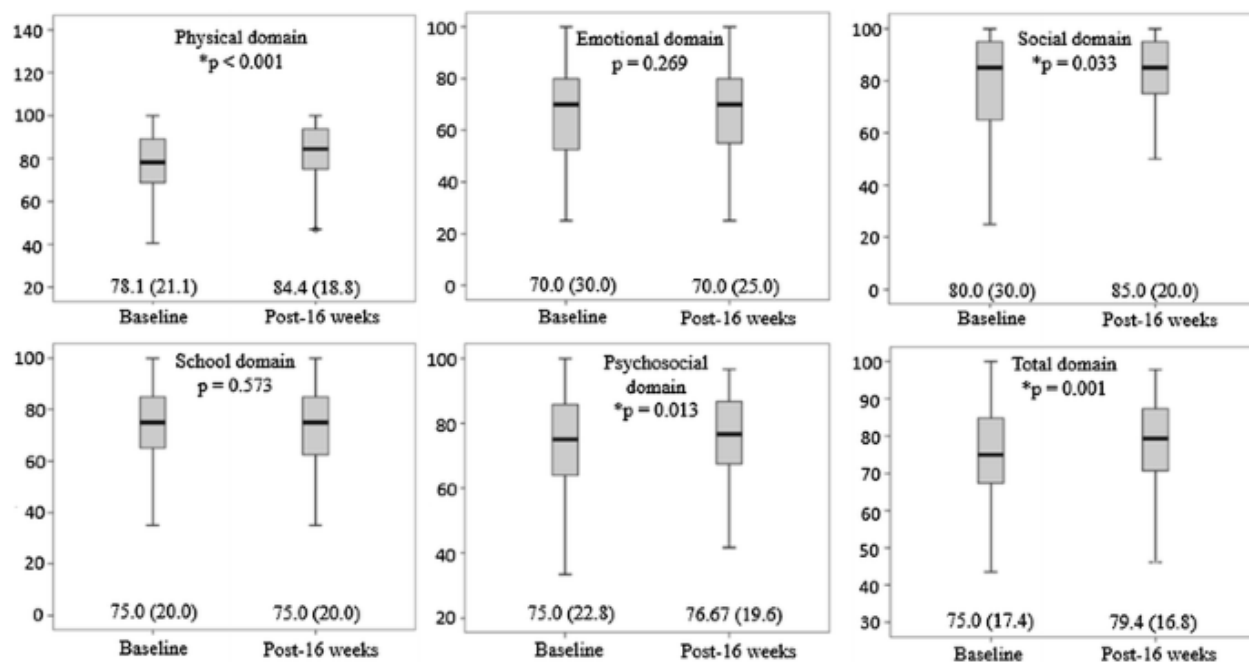 Physical domain
*p < 0.001
140
120
100
80
60
40
20
78.1 (21.1) 84.4 (18.8)
Baseline Post-16 weeks
Emotional domain
p = 0.269
100
80
60
40
20
0
70.0 (30.0) 70.0 (25.0)
Baseline Post-16 weeks
Social domain
*p = 0.033
100
80
60
40
20
0
80.0 (30.0) 85.0 (20.0)
Baseline Post-16 weeks
School domain
p = 0.573
100
80
60
40
20
0
75.0 (20.0) 75.0 (20.0)
Baseline Post-16 weeks
Psychosocial
domain
*p = 0.013
100
80
60
40
20
75.0 (22.8) 76.67 (19.6)
Baseline Post-16 weeks
Total domain
*p = 0.001
100
90
80
70
60
50
40
30
75.0 (17.4) 79.4 (16.8)
Baseline Post-16 weeks